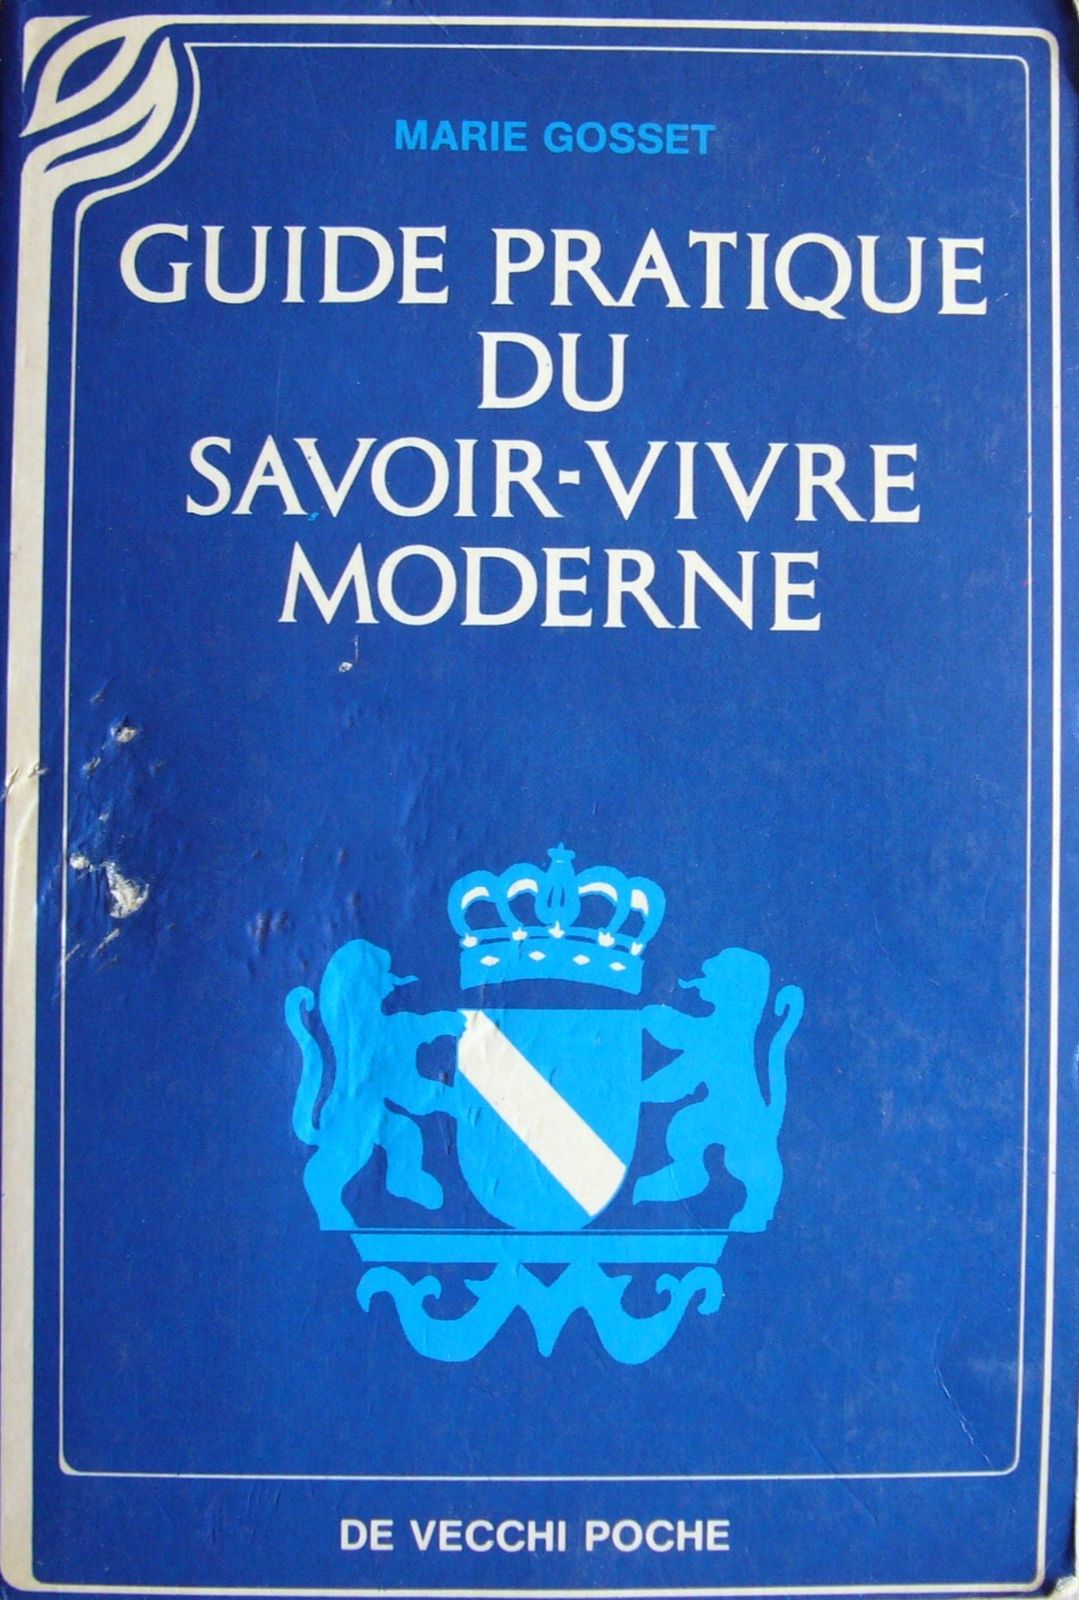 MARIE GOSSET
GUIDE PRATIQUE
DU
SAVOIR-VIVRE
MODERNE
DE VECCHI POCHE